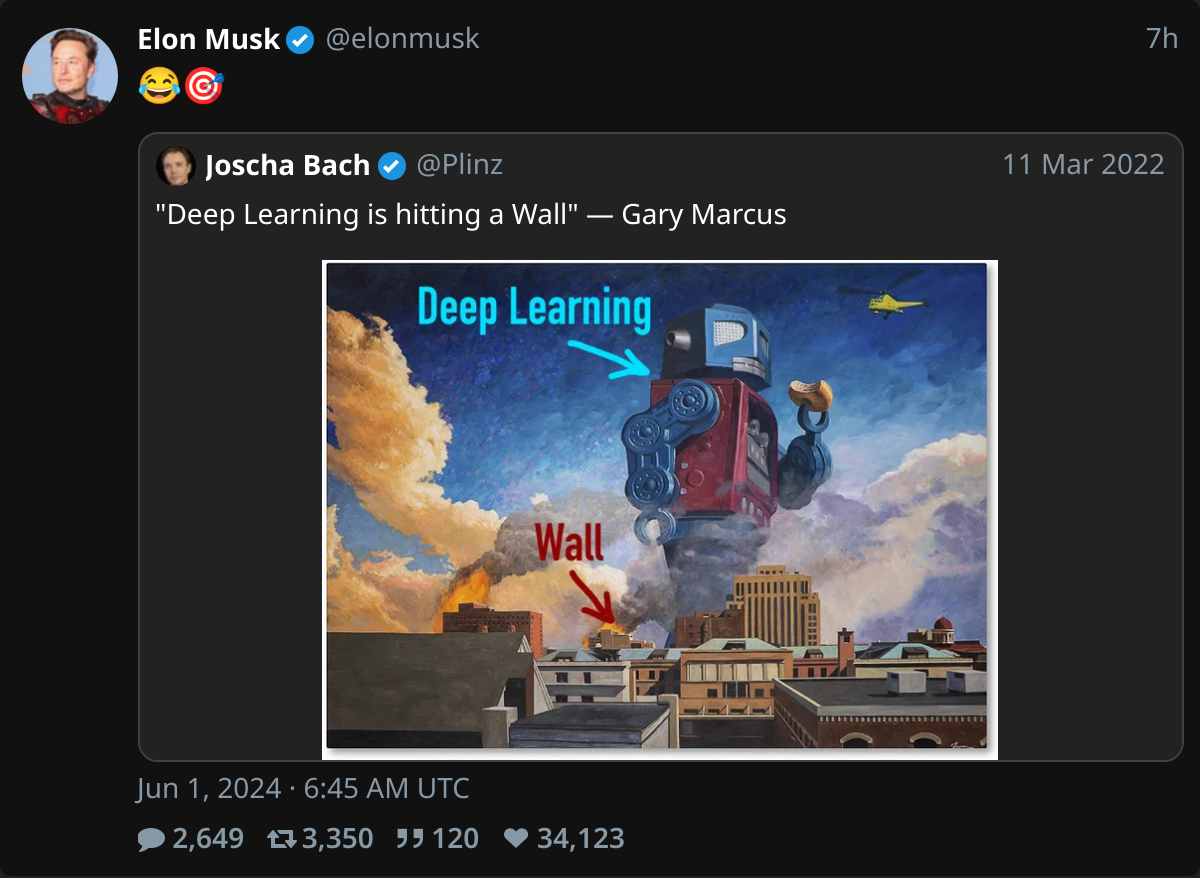 Elon Musk @elonmusk 7h
😂🎯
Joscha Bach @Plinz 11 Mar 2022
"Deep Learning is hitting a Wall" — Gary Marcus
Deep Learning
Wall
Jun 1, 2024 · 6:45 AM UTC
2,649 3,350 120 34,123